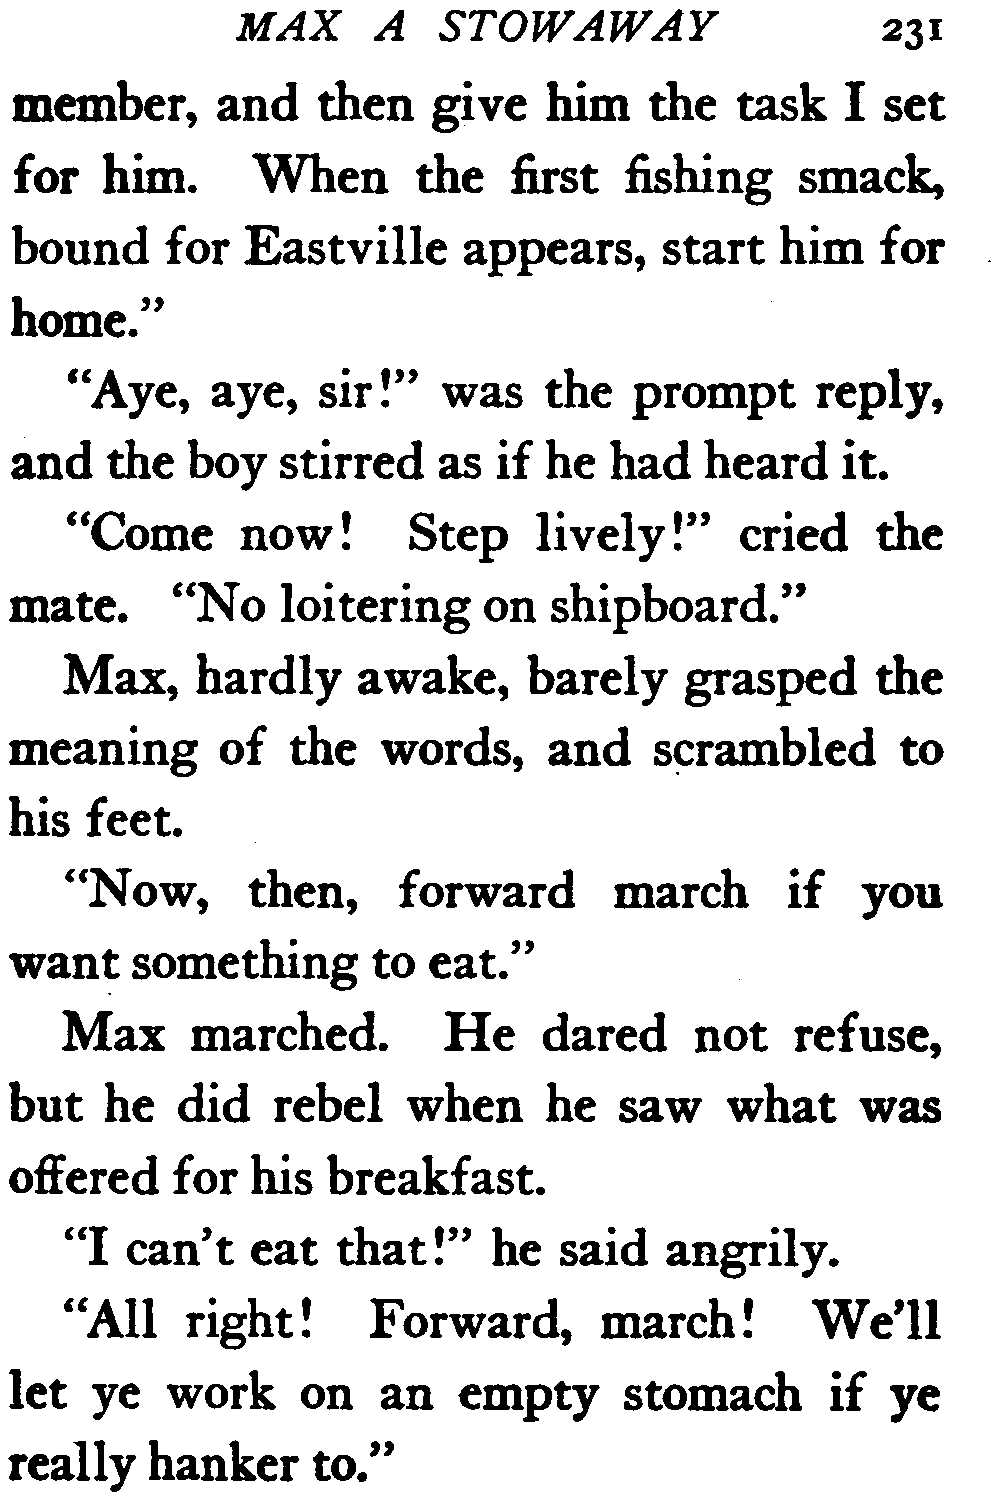 MAX A STOWAWAY 231
member, and then give him the task I set
for him. When the first fishing smack,
bound for Eastville appears, start him for
home."
"Aye, aye, sir!" was the prompt reply,
and the boy stirred as if he had heard it.
"Come now! Step lively!" cried the
mate. "No loitering on shipboard."
Max, hardly awake, barely grasped the
meaning of the words, and scrambled to
his feet.
"Now, then, forward march if you
want something to eat."
Max marched. He dared not refuse,
but he did rebel when he saw what was
offered for his breakfast.
"I can't eat that!" he said angrily.
"All right! Forward, march! We'll
let ye work on an empty stomach if ye
really hanker to."